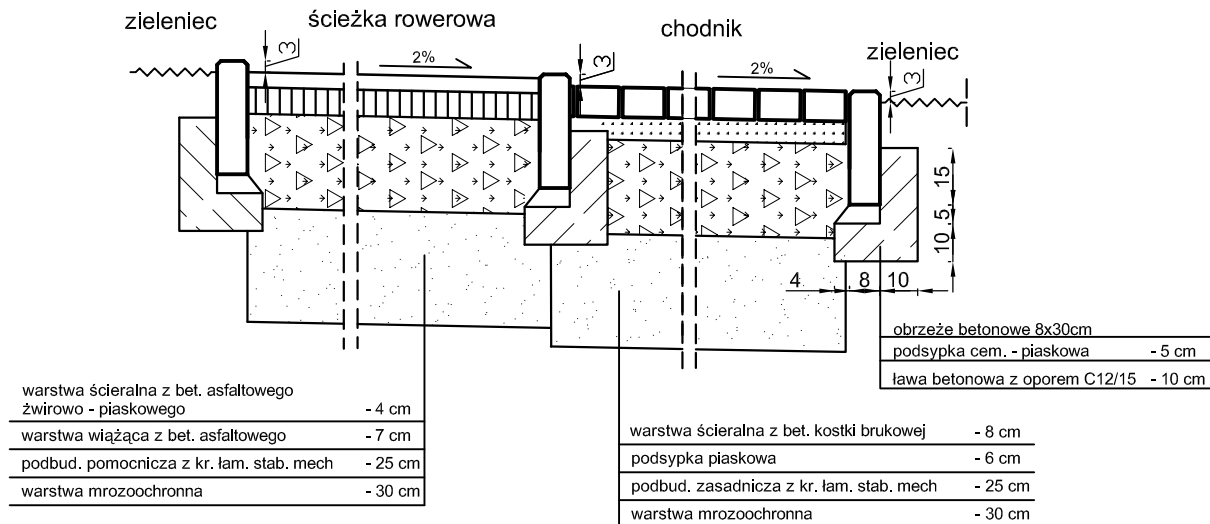 zieleniec
ścieżka rowerowa
chodnik
zieleniec
3
2%
3
2%
3
15
5
10
4 8 10
obrzeże betonowe 8x30cm
podsypka cem. - piaskowa - 5 cm
ława betonowa z oporem C12/15 - 10 cm
warstwa ścieralna z bet. asfaltowego
żwirowo - piaskowego - 4 cm
warstwa wiążąca z bet. asfaltowego - 7 cm
podbud. pomocnicza z kr. łam. stab. mech - 25 cm
warstwa mrozoochronna - 30 cm
warstwa ścieralna z bet. kostki brukowej - 8 cm
podsypka piaskowa - 6 cm
podbud. zasadnicza z kr. łam. stab. mech - 25 cm
warstwa mrozoochronna - 30 cm